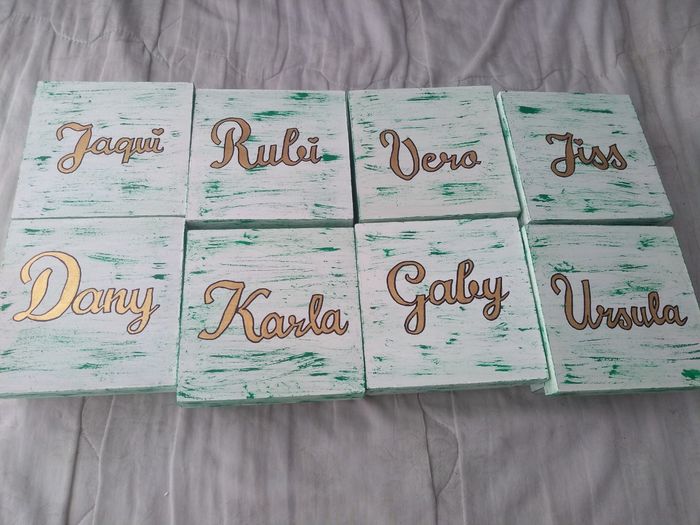 Jaqui Rubi Vero Jiss
Dany Karla Gaby Ursula